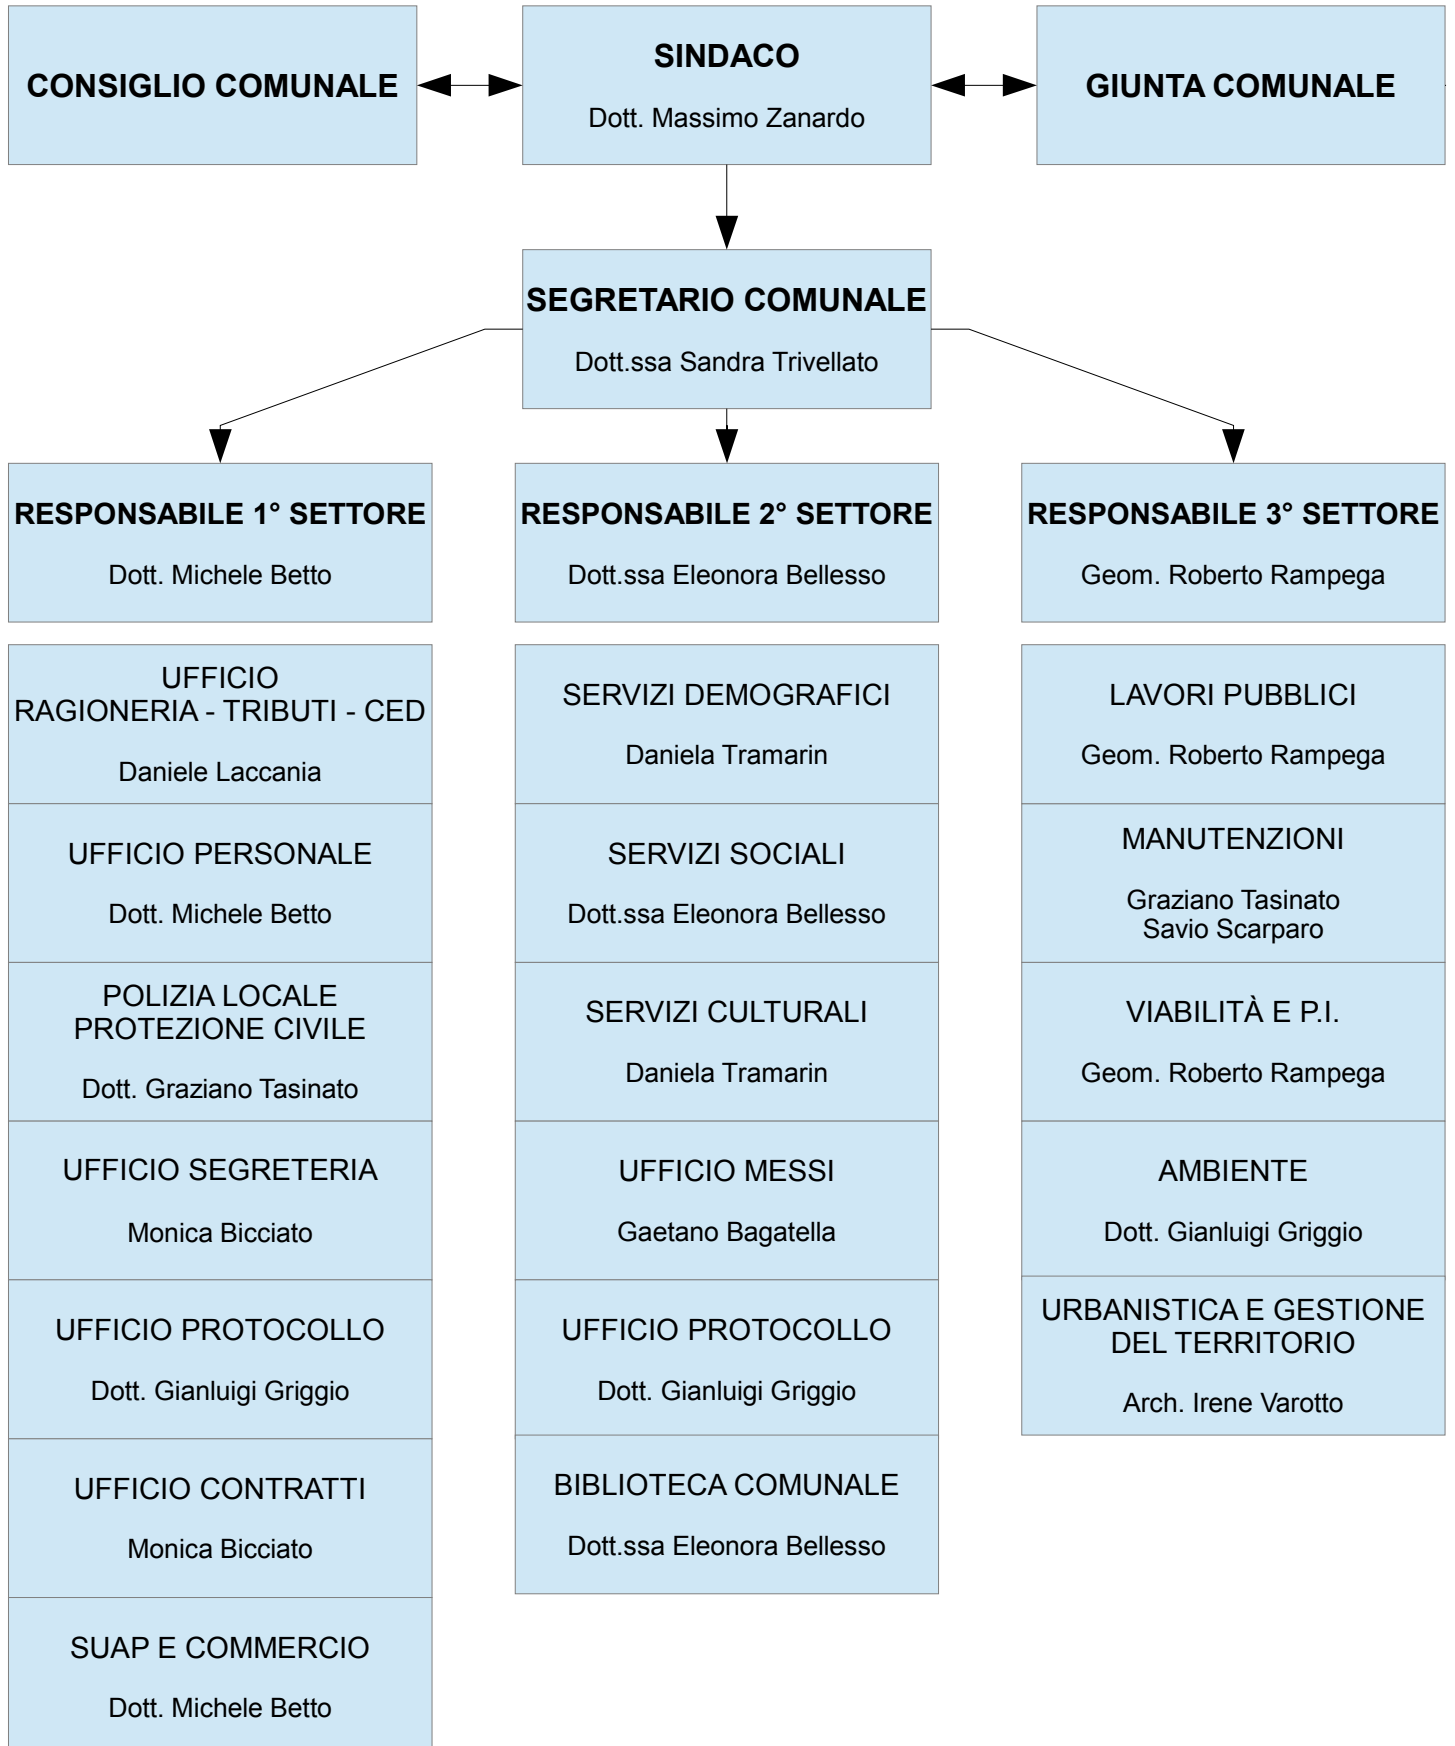 CONSIGLIO COMUNALE
SINDACO
Dott. Massimo Zanardo
GIUNTA COMUNALE
SEGRETARIO COMUNALE
Dott.ssa Sandra Trivellato
RESPONSABILE 1° SETTORE
Dott. Michele Betto
RESPONSABILE 2° SETTORE
Dott.ssa Eleonora Bellesso
RESPONSABILE 3° SETTORE
Geom. Roberto Rampega
UFFICIO
RAGIONERIA - TRIBUTI - CED
Daniele Laccania
UFFICIO PERSONALE
Dott. Michele Betto
POLIZIA LOCALE
PROTEZIONE CIVILE
Dott. Graziano Tasinato
UFFICIO SEGRETERIA
Monica Bicciato
UFFICIO PROTOCOLLO
Dott. Gianluigi Griggio
UFFICIO CONTRATTI
Monica Bicciato
SUAP E COMMERCIO
Dott. Michele Betto
SERVIZI DEMOGRAFICI
Daniela Tramarin
SERVIZI SOCIALI
Dott.ssa Eleonora Bellesso
SERVIZI CULTURALI
Daniela Tramarin
UFFICIO MESSI
Gaetano Bagatella
UFFICIO PROTOCOLLO
Dott. Gianluigi Griggio
BIBLIOTECA COMUNALE
Dott.ssa Eleonora Bellesso
LAVORI PUBBLICI
Geom. Roberto Rampega
MANUTENZIONI
Graziano Tasinato
Savio Scarparo
VIABILITÀ E P.I.
Geom. Roberto Rampega
AMBIENTE
Dott. Gianluigi Griggio
URBANISTICA E GESTIONE
DEL TERRITORIO
Arch. Irene Varotto